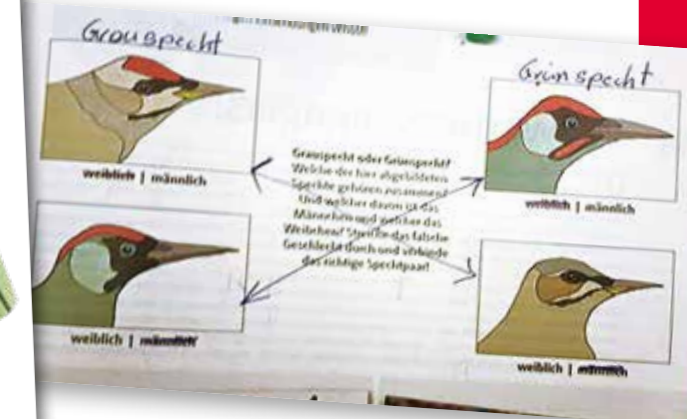 Grauspecht
Grünspecht
weiblich | männlich
weiblich | männlich
Grauspecht oder Grünspecht?
Welche der hier abgebildeten
Spechte gehören zusammen?
Und welcher davon ist das
Männchen und welcher das
Weibchen? Streiche das falsche
Geschlecht durch und verbinde
das richtige Spechtpaar!
weiblich | männlich
weiblich | männlich